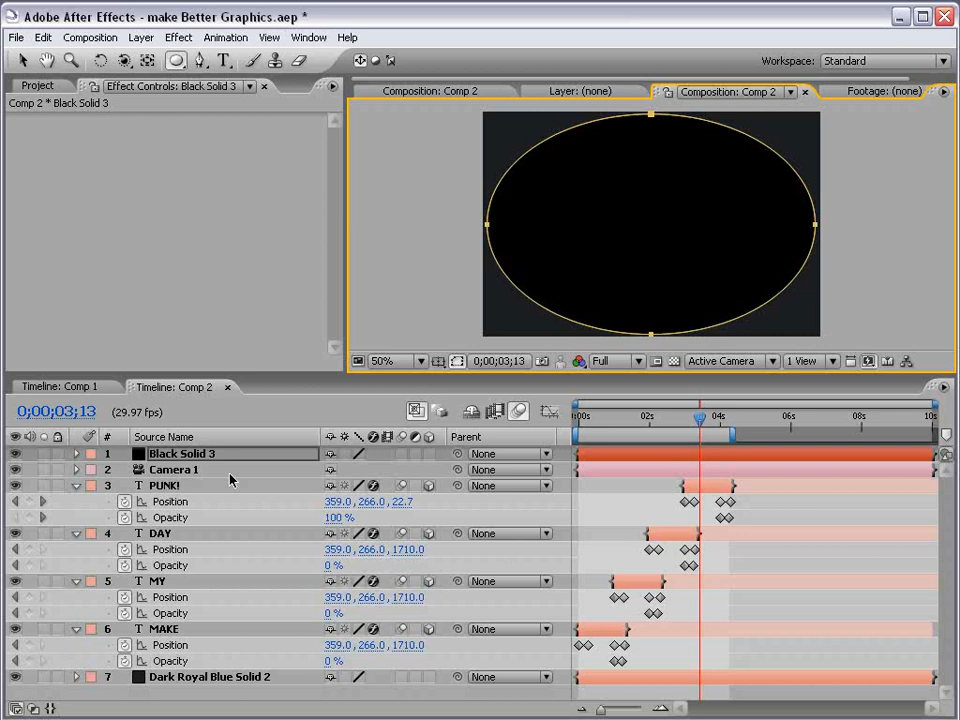 Adobe After Effects - make Better Graphics.aep *
File Edit Composition Layer Effect Animation View Window Help
T
Workspace: Standard
Project Effect Controls: Black Solid 3
Comp 2 * Black Solid 3
Composition: Comp 2 Layer: (none) Composition: Comp 2 Footage: (none)
50% 0;00;03;13 Full Active Camera 1 View
Timeline: Comp 1 Timeline: Comp 2
0;00;03;13 (29.97 fps)
:00s 02s 04s 06s 08s 10s
# Source Name Parent
1 Black Solid 3 None
2 Camera 1 None
3 T PUNK! None
Position 359.0, 266.0, 22.7
Opacity 100 %
4 T DAY None
Position 359.0, 266.0, 1710.0
Opacity 0 %
5 T MY None
Position 359.0, 266.0, 1710.0
Opacity 0 %
6 T MAKE None
Position 359.0, 266.0, 1710.0
Opacity 0 %
7 Dark Royal Blue Solid 2 None